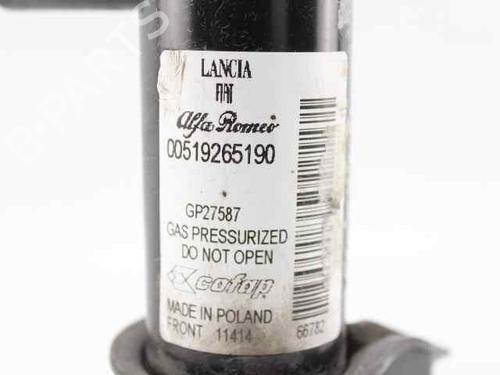 LANCIA
FIAT
Alfa Romeo
00519265190
GP27587
GAS PRESSURIZED
DO NOT OPEN
cofap
MADE IN POLAND
FRONT 11414 66782